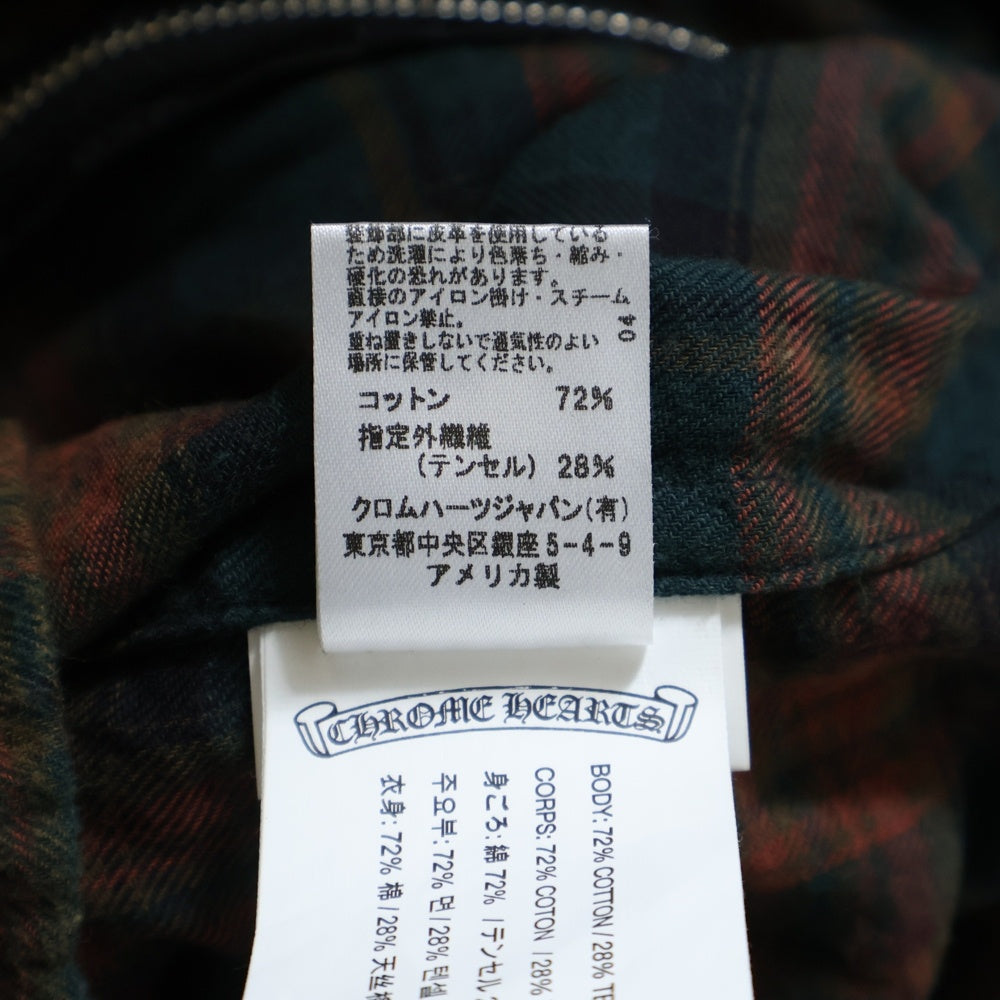 装飾部に皮革を使用している
ため洗濯により色落ち・縮み・
硬化の恐れがあります。
直接のアイロン掛け・スチーム
アイロン禁止。
重ね置きしないで通気性のよい
場所に保管してください。
04
コットン 72%
指定外繊維
(テンセル) 28%
クロムハーツジャパン(有)
東京都中央区銀座5-4-9
アメリカ製
CHROME HEARTS
BODY: 72% COTTON / 28% TE
CORPS: 72% COTON / 28%
身ごろ: 綿 72% / テンセル
주요부: 72% 면 / 28% 텐셀
衣身: 72% 棉 / 28% 天丝